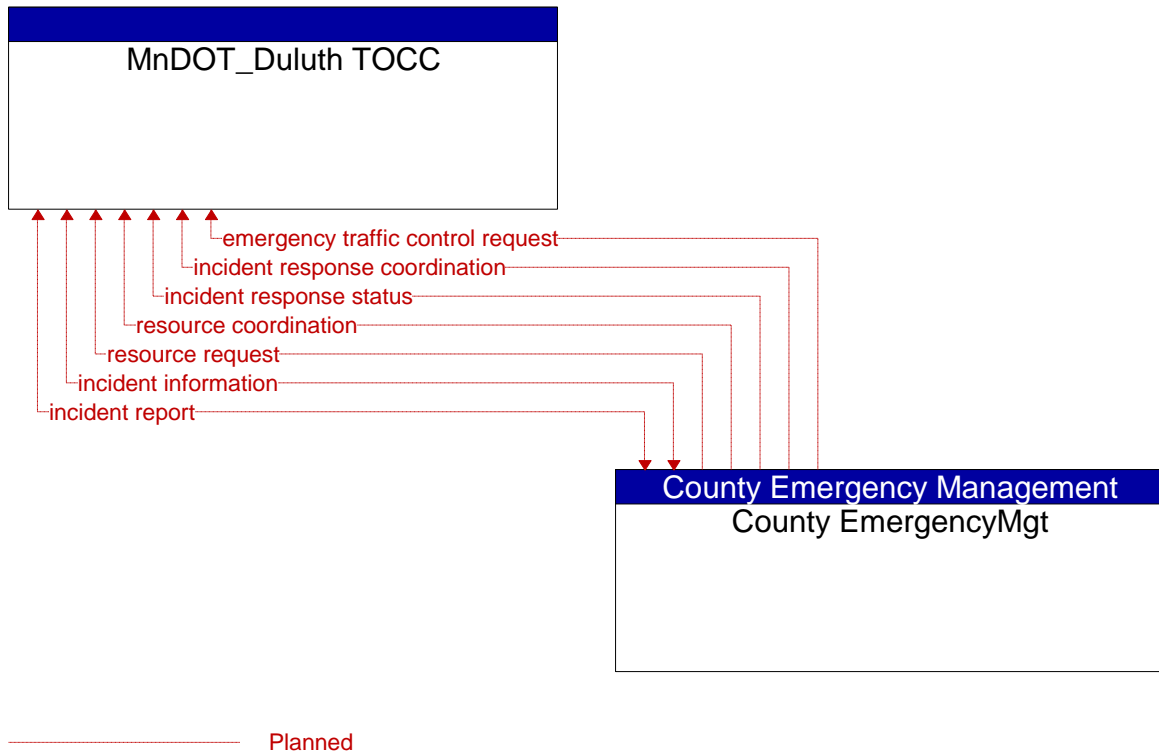 MnDOT_Duluth TOCC
emergency traffic control request
incident response coordination
incident response status
resource coordination
resource request
incident information
incident report
County Emergency Management
County EmergencyMgt
Planned